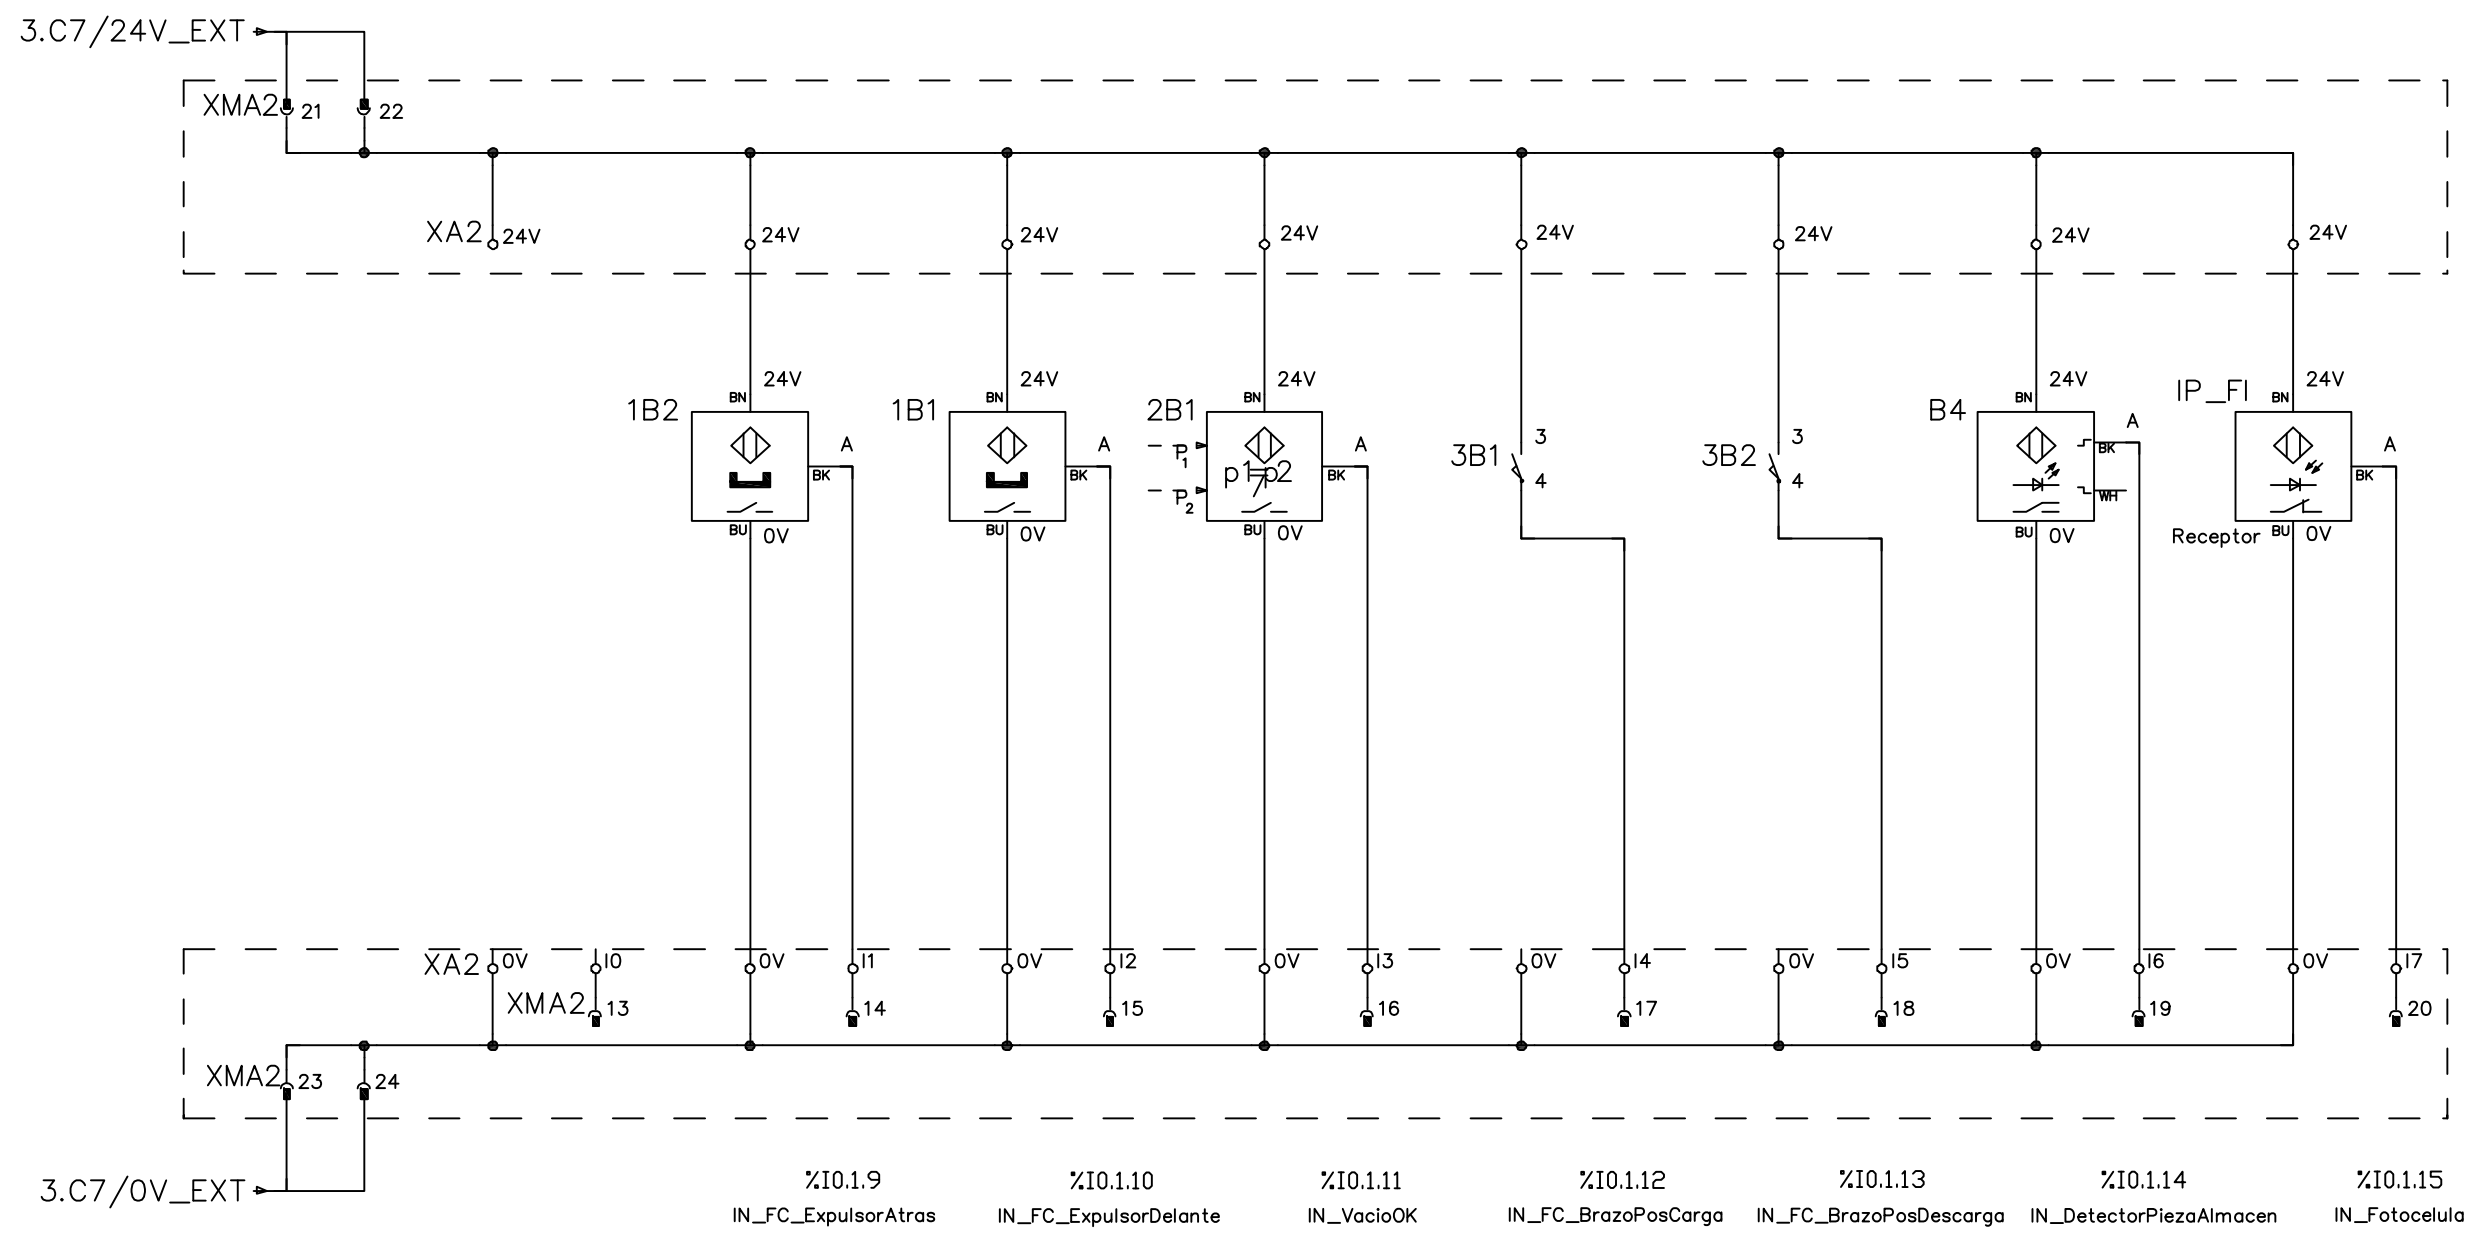 3.C7/24V_EXT
XMA2 21 22
XA2 24V 24V 24V 24V 24V 24V 24V 24V
24V 24V 24V 24V 24V
BN BN BN BN BN
1B2 1B1 2B1 3B1 3B2 B4 IP_FI
A A A 3 3 A A
P1 p1≠p2 4 4
BK BK BK BK BK
P2 WH
BU 0V BU 0V BU 0V BU 0V Receptor BU 0V
XA2 0V I0 0V I1 0V I2 0V I3 0V I4 0V I5 0V I6 0V I7
XMA2 13 14 15 16 17 18 19 20
XMA2 23 24
3.C7/0V_EXT
%I0.1.9 %I0.1.10 %I0.1.11 %I0.1.12 %I0.1.13 %I0.1.14 %I0.1.15
IN_FC_ExpulsorAtras IN_FC_ExpulsorDelante IN_VacioOK IN_FC_BrazoPosCarga IN_FC_BrazoPosDescarga IN_DetectorPiezaAlmacen IN_Fotocelula